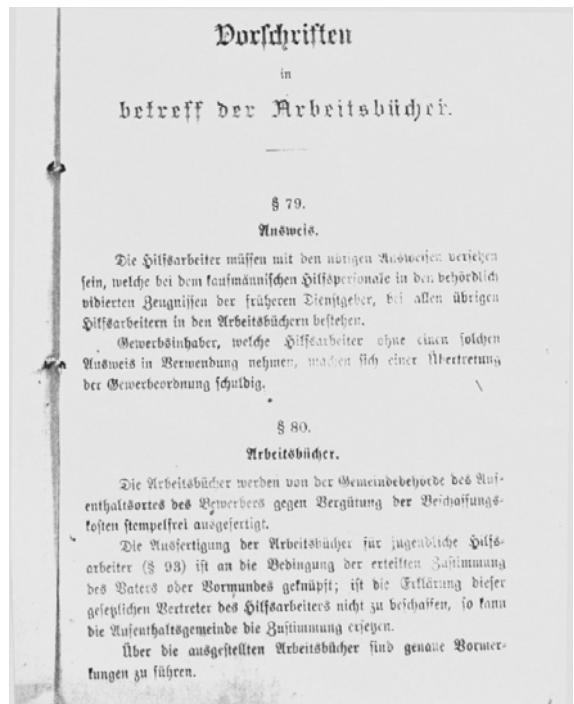 Vorschriften
in
betreff der Arbeitsbücher.
§ 79.
Ausweis.
Die Hilfsarbeiter müssen mit den nötigen Ausweisen versehen
sein, welche bei dem kaufmännischen Hilfspersonale in den behördlich
vidierten Zeugnissen der früheren Dienstgeber, bei allen übrigen
Hilfsarbeitern in den Arbeitsbüchern bestehen.
Gewerbsinhaber, welche Hilfsarbeiter ohne einen solchen
Ausweis in Verwendung nehmen, machen sich einer Übertretung
der Gewerbeordnung schuldig.
§ 80.
Arbeitsbücher.
Die Arbeitsbücher werden von der Gemeindebehörde des Auf-
enthaltsortes des Bewerbers gegen Vergütung der Beschaffungs-
kosten stempelfrei ausgefertigt.
Die Ausfertigung der Arbeitsbücher für jugendliche Hilfs-
arbeiter (§ 93) ist an die Bedingung der erteilten Zustimmung
des Vaters oder Vormundes geknüpft; ist die Erklärung dieser
gesetzlichen Vertreter des Hilfsarbeiters nicht zu beschaffen, so kann
die Aufenthaltsgemeinde die Zustimmung ersetzen.
Über die ausgestellten Arbeitsbücher sind genaue Vormer-
kungen zu führen.